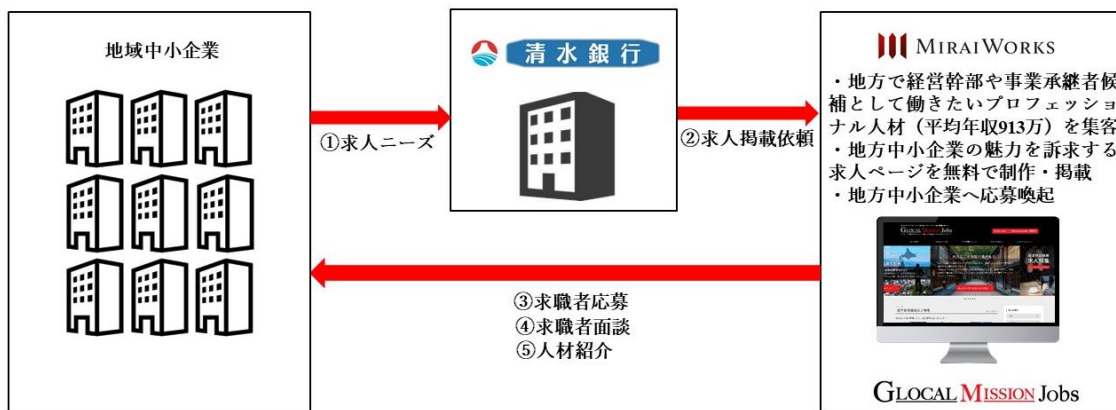 地域中小企業
①求人ニーズ
清水銀行
②求人掲載依頼
MIRAIWORKS
・地方で経営幹部や事業承継者候
補として働きたいプロフェッショ
ナル人材（平均年収913万）を集客
・地方中小企業の魅力を訴求する
求人ページを無料で制作・掲載
・地方中小企業へ応募喚起
GLOCAL MISSION Jobs
③求職者応募
④求職者面談
⑤人材紹介
GLOCAL MISSION Jobs